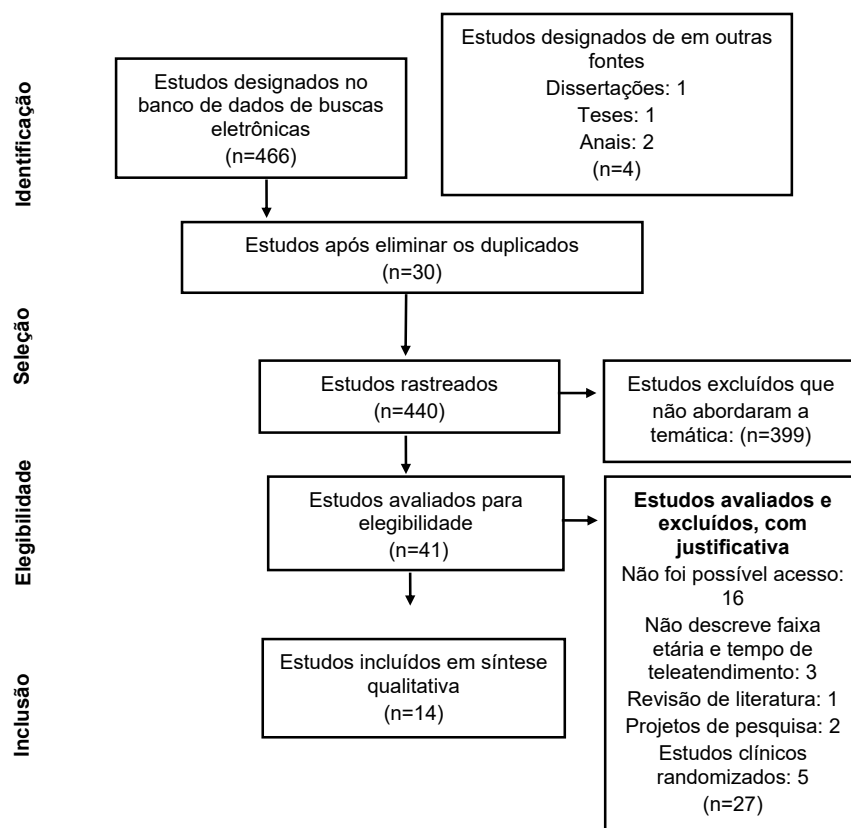 Identificação
Estudos designados no
banco de dados de buscas
eletrônicas
(n=466)
Estudos designados de em outras
fontes
Dissertações: 1
Teses: 1
Anais: 2
(n=4)
Estudos após eliminar os duplicados
(n=30)
Seleção
Estudos rastreados
(n=440)
Estudos excluídos que
não abordaram a
temática: (n=399)
Elegibilidade
Estudos avaliados para
elegibilidade
(n=41)
Estudos avaliados e
excluídos, com
justificativa
Não foi possível acesso:
16
Não descreve faixa
etária e tempo de
teleatendimento: 3
Revisão de literatura: 1
Projetos de pesquisa: 2
Estudos clínicos
randomizados: 5
(n=27)
Inclusão
Estudos incluídos em síntese
qualitativa
(n=14)